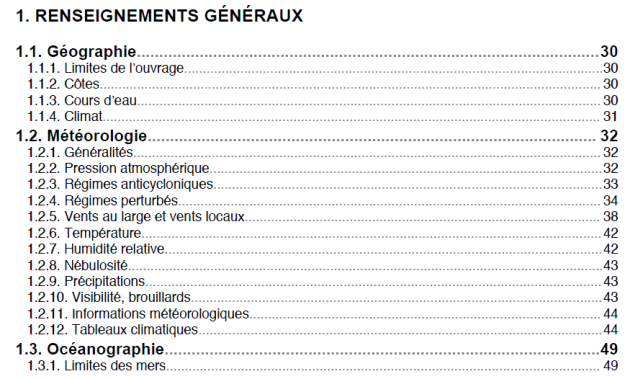 1. RENSEIGNEMENTS GÉNÉRAUX
1.1. Géographie 30
1.1.1. Limites de l'ouvrage 30
1.1.2. Côtes 30
1.1.3. Cours d'eau 30
1.1.4. Climat 31
1.2. Météorologie 32
1.2.1. Généralités 32
1.2.2. Pression atmosphérique 32
1.2.3. Régimes anticycloniques 33
1.2.4. Régimes perturbés 34
1.2.5. Vents au large et vents locaux 38
1.2.6. Température 42
1.2.7. Humidité relative 42
1.2.8. Nébulosité 43
1.2.9. Précipitations 43
1.2.10. Visibilité, brouillards 43
1.2.11. Informations météorologiques 44
1.2.12. Tableaux climatiques 44
1.3. Océanographie 49
1.3.1. Limites des mers 49